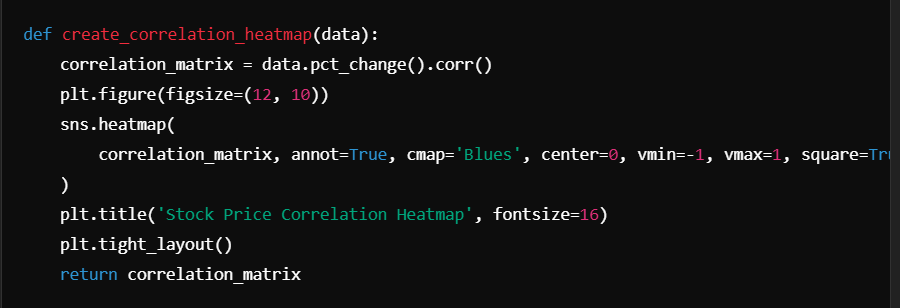 def create_correlation_heatmap(data):
    correlation_matrix = data.pct_change().corr()
    plt.figure(figsize=(12, 10))
    sns.heatmap(
        correlation_matrix, annot=True, cmap='Blues', center=0, vmin=-1, vmax=1, square=Tru
    )
    plt.title('Stock Price Correlation Heatmap', fontsize=16)
    plt.tight_layout()
    return correlation_matrix